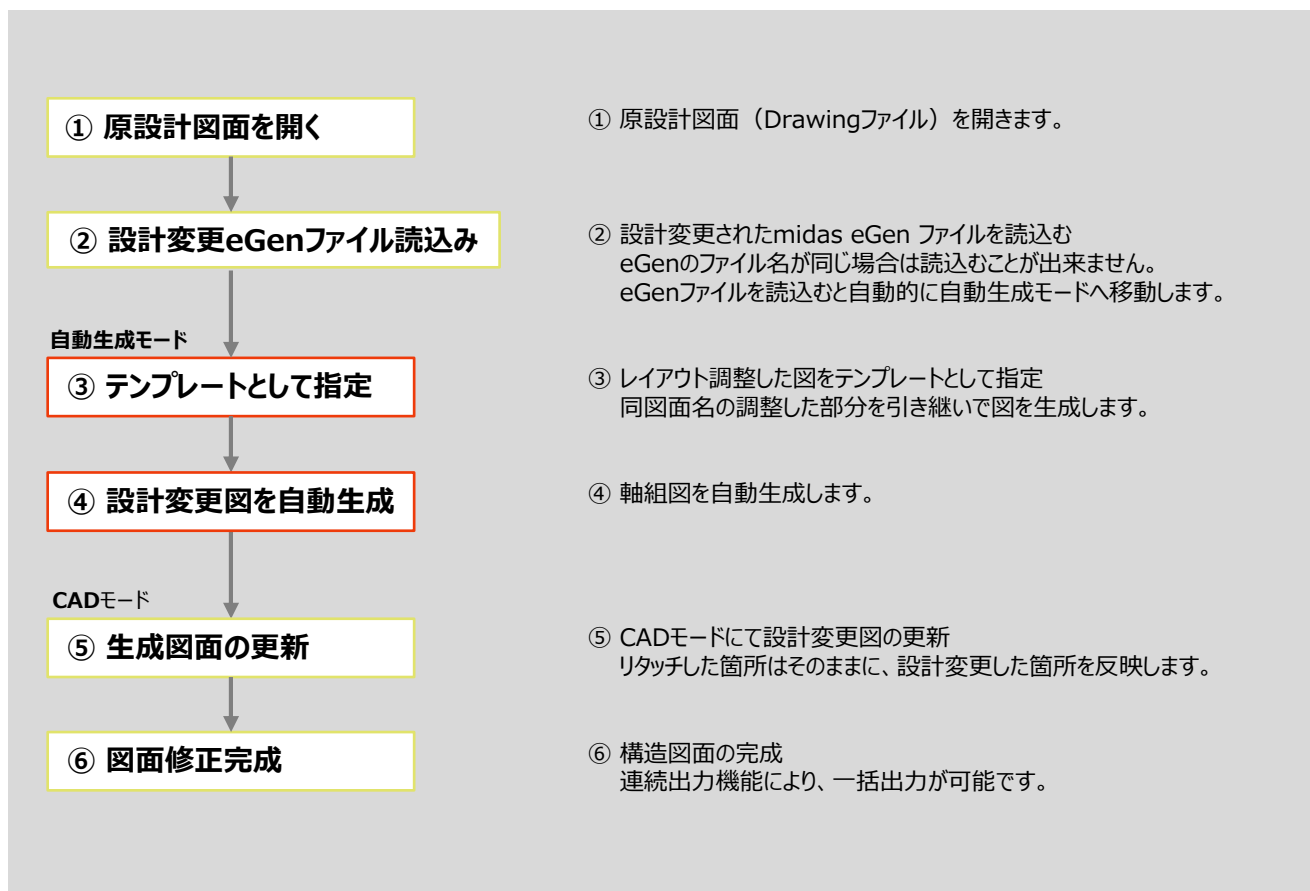 ① 原設計図面を開く
① 原設計図面（Drawingファイル）を開きます。
② 設計変更eGenファイル読込み
② 設計変更されたmidas eGen ファイルを読込む
eGenのファイル名が同じ場合は読込むことが出来ません。
eGenファイルを読込むと自動的に自動生成モードへ移動します。
自動生成モード
③ テンプレートとして指定
③ レイアウト調整した図をテンプレートとして指定
同図面名の調整した部分を引き継いで図を生成します。
④ 設計変更図を自動生成
④ 軸組図を自動生成します。
CADモード
⑤ 生成図面の更新
⑤ CADモードにて設計変更図の更新
リタッチした箇所はそのままに、設計変更した箇所を反映します。
⑥ 図面修正完成
⑥ 構造図面の完成
連続出力機能により、一括出力が可能です。